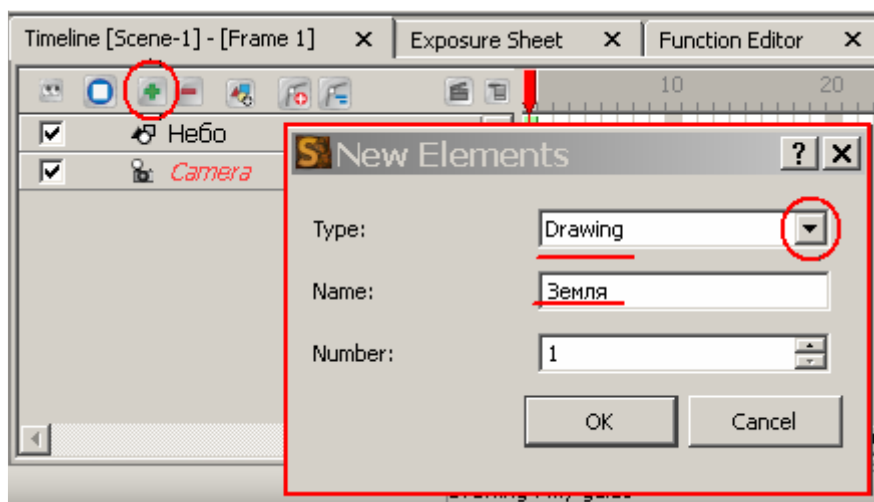 Timeline [Scene-1] - [Frame 1] X Exposure Sheet X Function Editor X
10 20
Небо
Camera
New Elements ? X
Type: Drawing
Name: Земля
Number: 1
OK Cancel